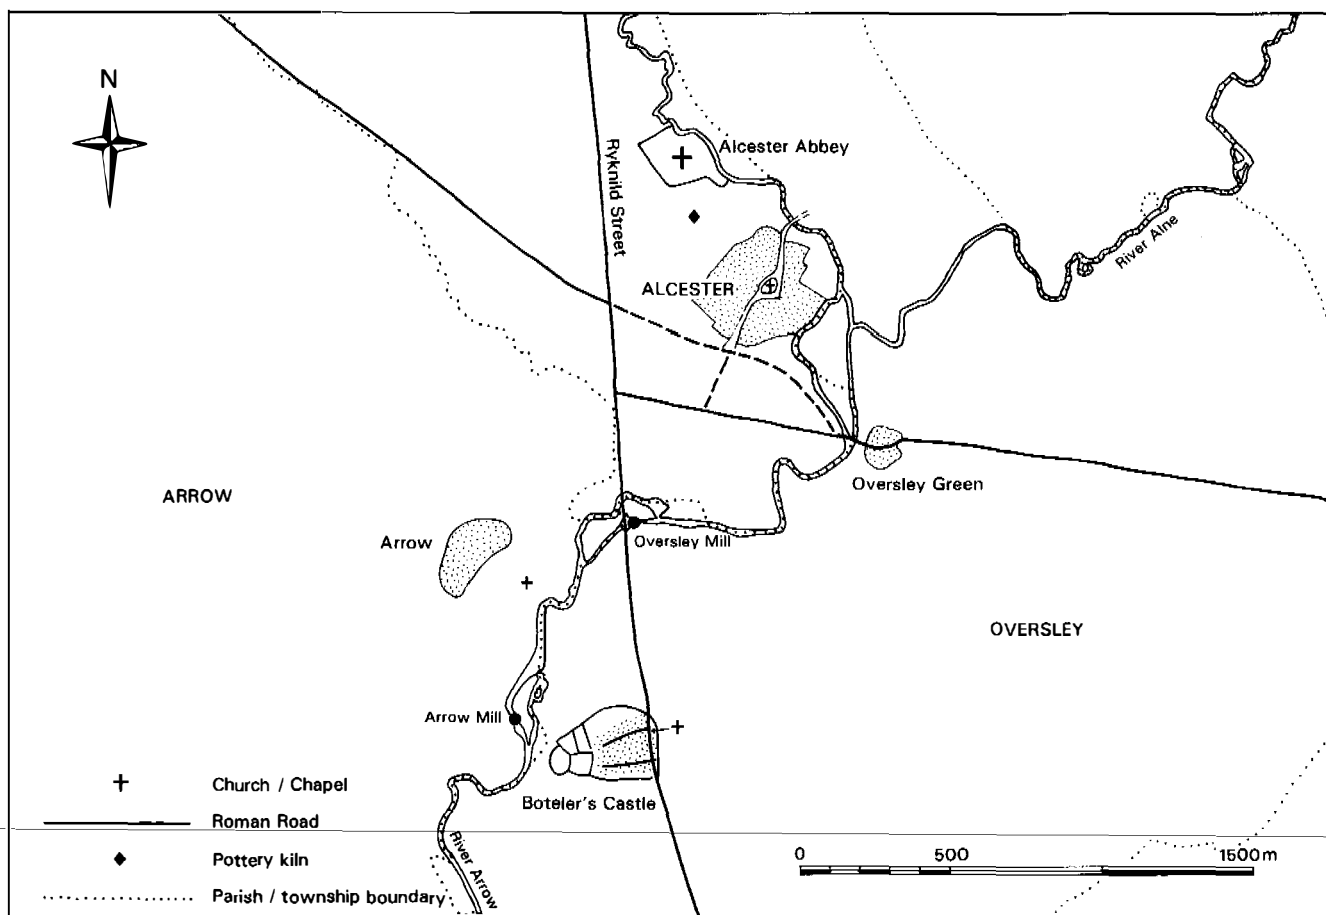 N
Alcester Abbey
Ryknild Street
River Alne
ALCESTER
ARROW
Oversley Green
Arrow
Oversley Mill
OVERSLEY
Arrow Mill
Boteler's Castle
River Arrow
Church / Chapel
Roman Road
Pottery kiln
Parish / township boundary
0 500 1500m